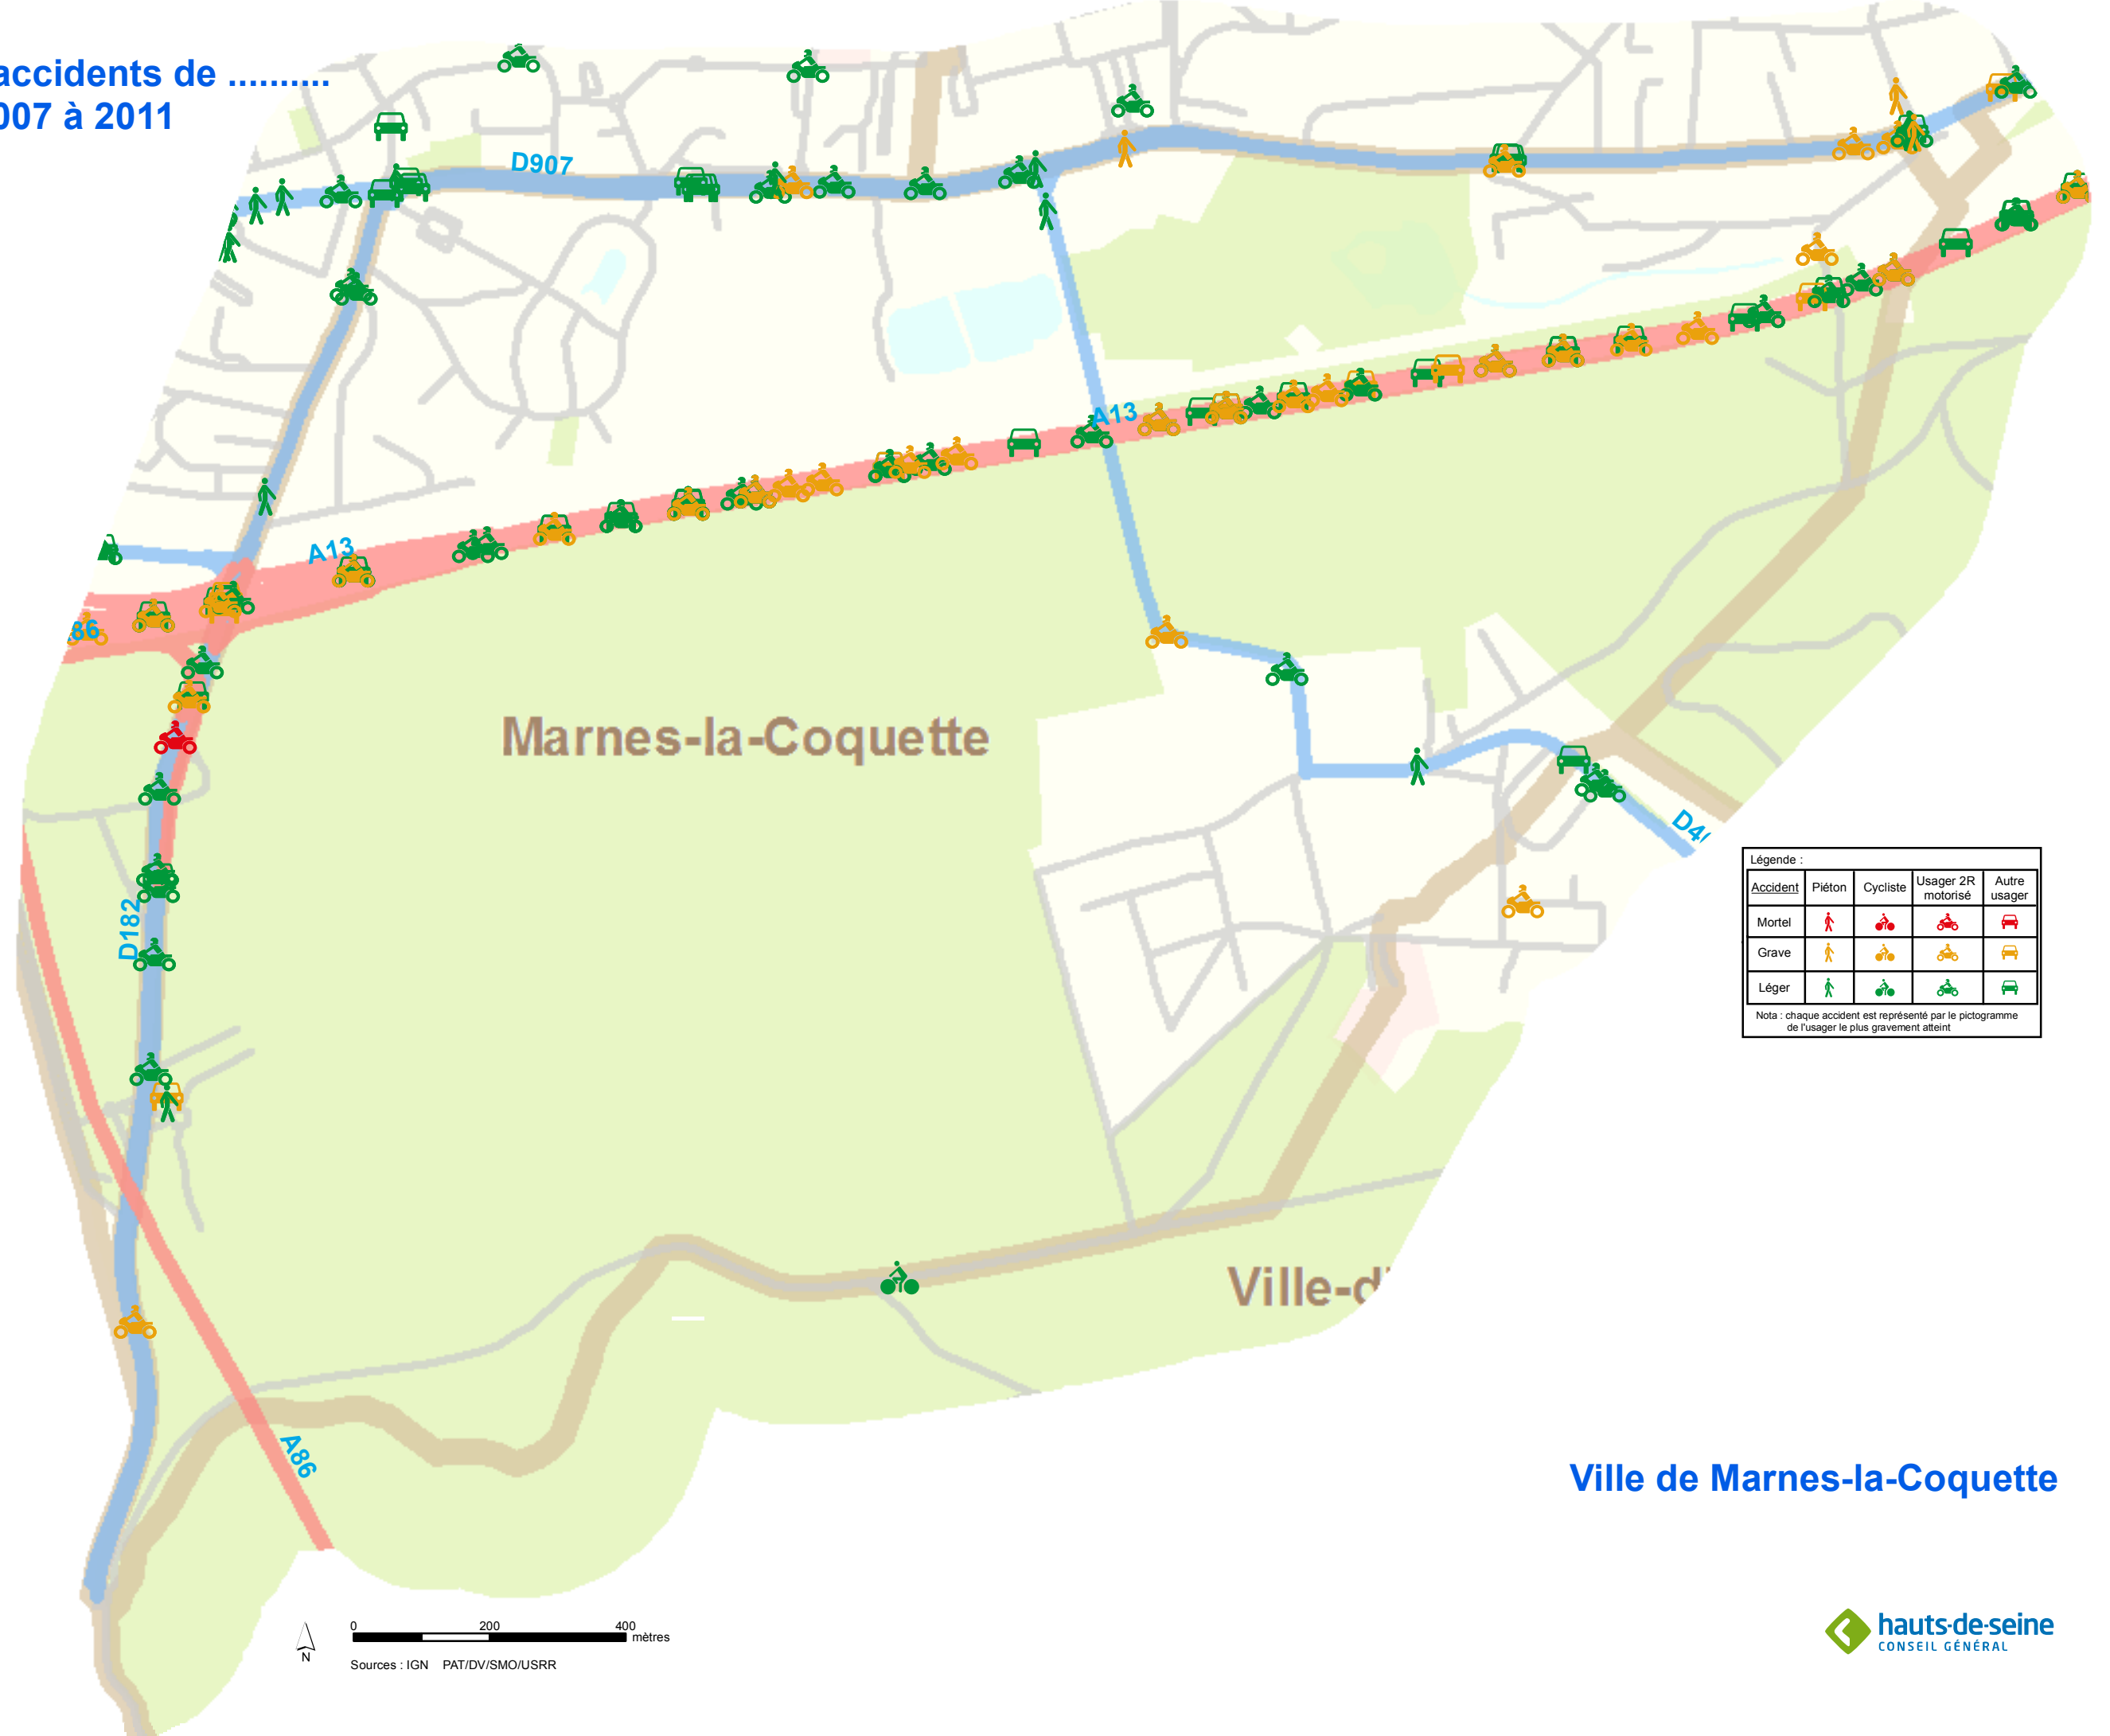 accidents de ..........
007 à 2011
D907
A13
A13
86
Marnes-la-Coquette
D182
Légende :
Accident Piéton Cycliste Usager 2R motorisé Autre usager
Mortel
Grave
Léger
Nota : chaque accident est représenté par le pictogramme
de l'usager le plus gravement atteint
Ville-d'
A86
Ville de Marnes-la-Coquette
0 200 400
mètres
N
Sources : IGN PAT/DV/SMO/USRR
hauts-de-seine
CONSEIL GÉNÉRAL